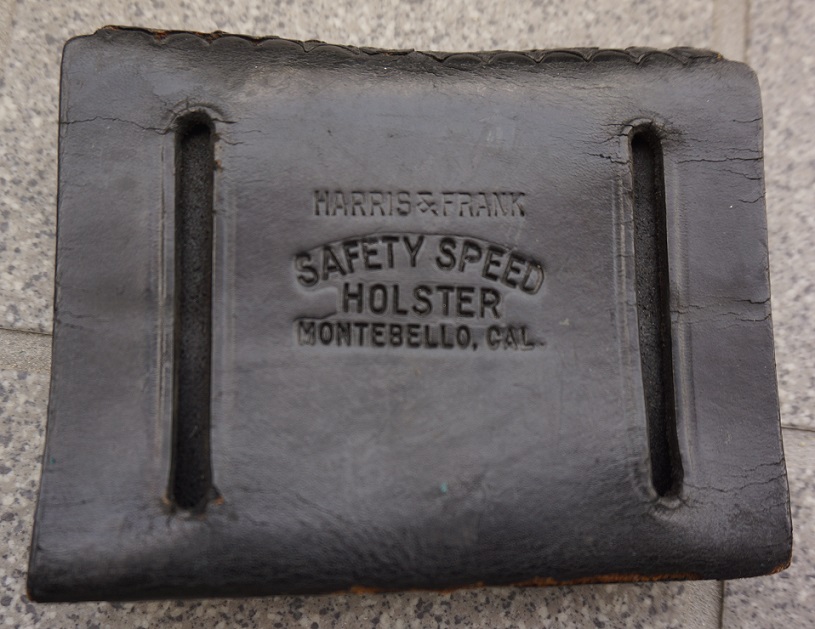 HARRIS & FRANK
SAFETY SPEED
HOLSTER
MONTEBELLO, CAL.